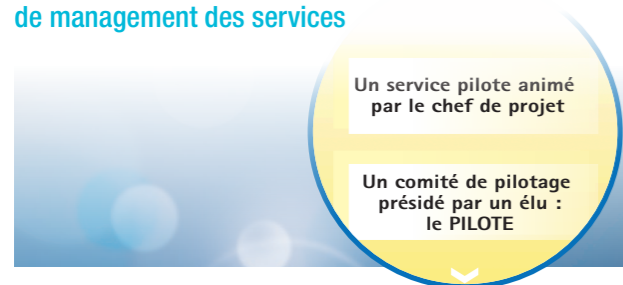 de management des services
Un service pilote animé
par le chef de projet
Un comité de pilotage
présidé par un élu :
le PILOTE